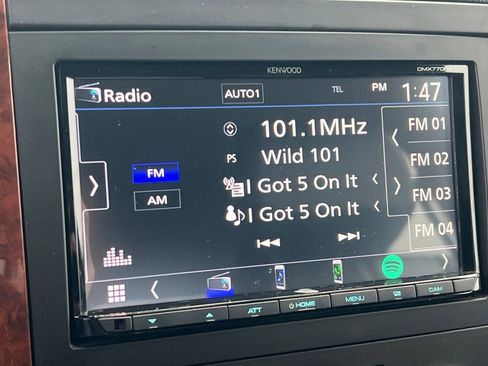 KENWOOD DMX770
Radio AUTO1 TEL PM 1:47
101.1MHz FM 01
PS Wild 101 FM 02
FM I Got 5 On It FM 03
AM I Got 5 On It FM 04
ATT HOME MENU CAM